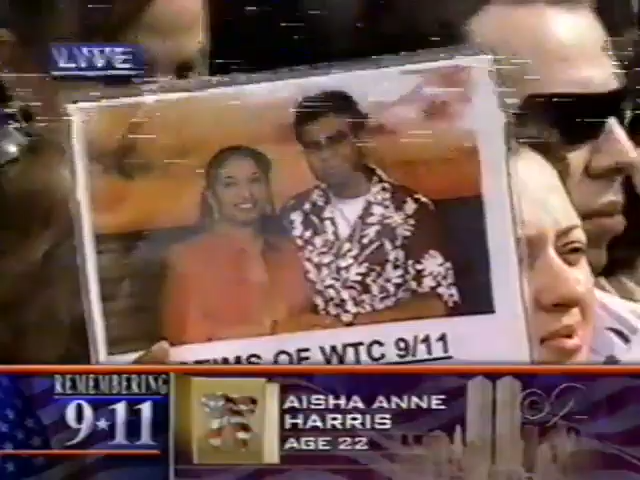 LIVE
TIMS OF WTC 9/11
REMEMBERING
9★11
AISHA ANNE
HARRIS
AGE 22